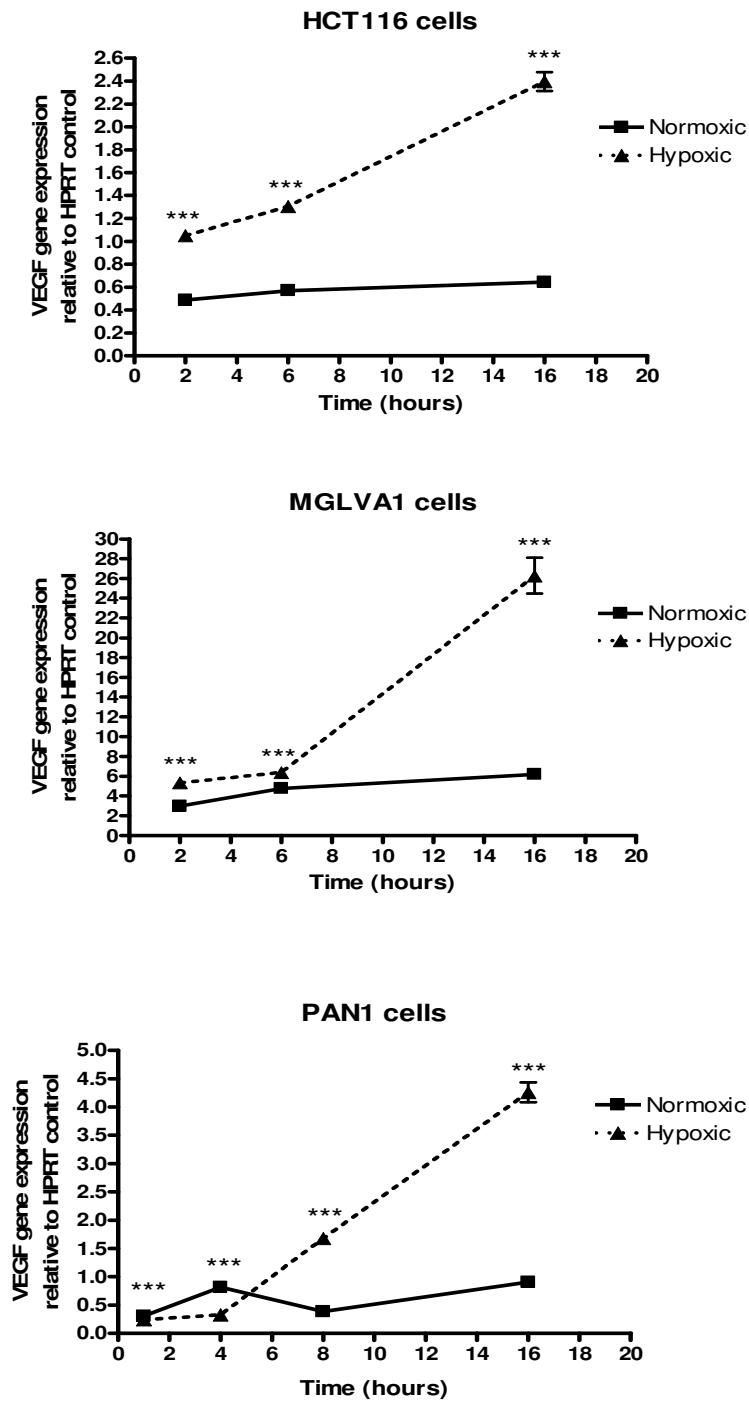 HCT116 cells
VEGF gene expression
relative to HPRT control
2.6
2.4
2.2
2.0
1.8
1.6
1.4
1.2
1.0
0.8
0.6
0.4
0.2
0.0
***
***
***
Normoxic
Hypoxic
0 2 4 6 8 10 12 14 16 18 20
Time (hours)
MGLVA1 cells
VEGF gene expression
relative to HPRT control
30
28
26
24
22
20
18
16
14
12
10
8
6
4
2
0
***
***
***
Normoxic
Hypoxic
0 2 4 6 8 10 12 14 16 18 20
Time (hours)
PAN1 cells
VEGF gene expression
relative to HPRT control
5.0
4.5
4.0
3.5
3.0
2.5
2.0
1.5
1.0
0.5
0.0
***
***
***
***
Normoxic
Hypoxic
0 2 4 6 8 10 12 14 16 18 20
Time (hours)